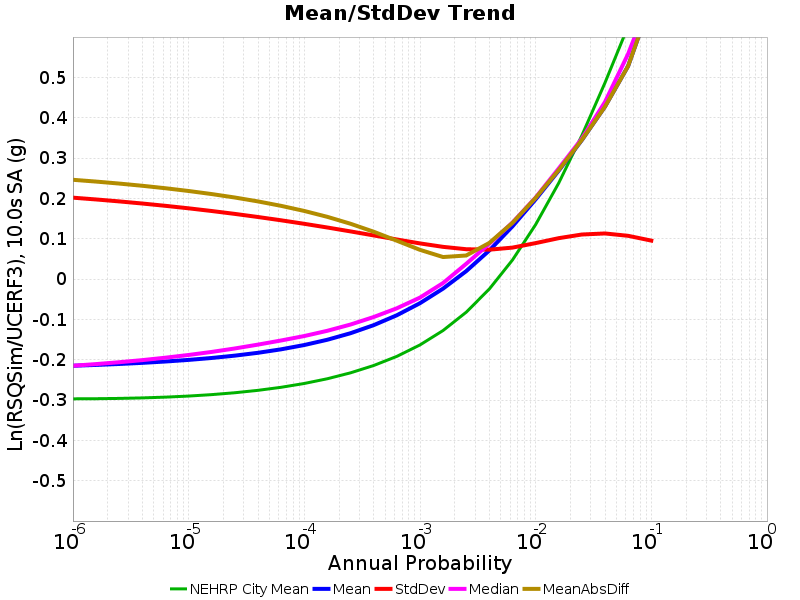 Mean/StdDev Trend
Ln(RSQSim/UCERF3), 10.0s SA (g)
0.5
0.4
0.3
0.2
0.1
0
-0.1
-0.2
-0.3
-0.4
-0.5
10-6 10-5 10-4 10-3 10-2 10-1 100
Annual Probability
NEHRP City Mean Mean StdDev Median MeanAbsDiff